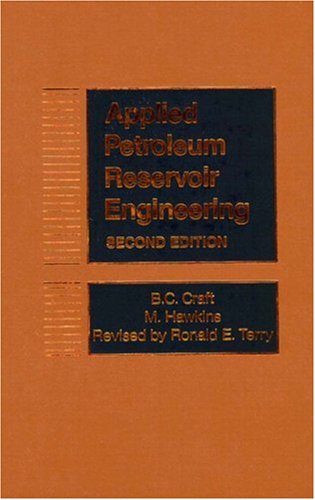 Applied
Petroleum
Reservoir
Engineering
SECOND EDITION
B.C. Craft
M. Hawkins
Revised by Ronald E. Terry